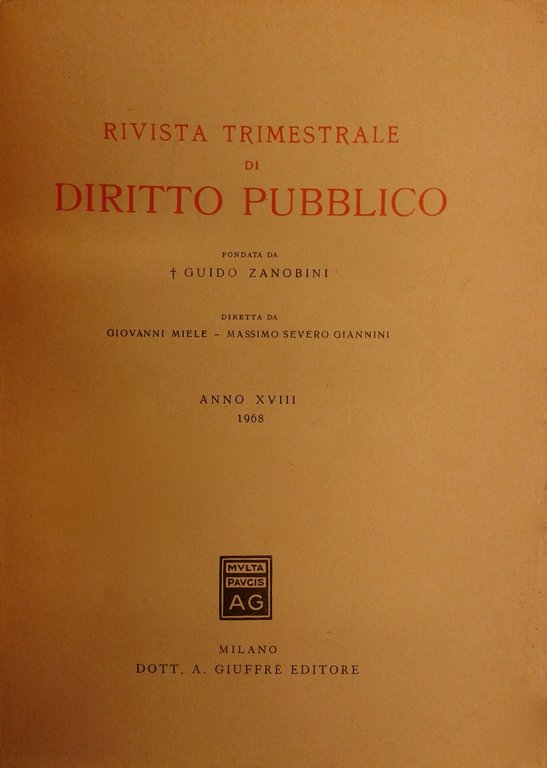 RIVISTA TRIMESTRALE
DI
DIRITTO PUBBLICO
FONDATA DA
† GUIDO ZANOBINI
DIRETTA DA
GIOVANNI MIELE - MASSIMO SEVERO GIANNINI
ANNO XVIII
1968
MVLTA
PAVCIS
AG
MILANO
DOTT. A. GIUFFRÈ EDITORE